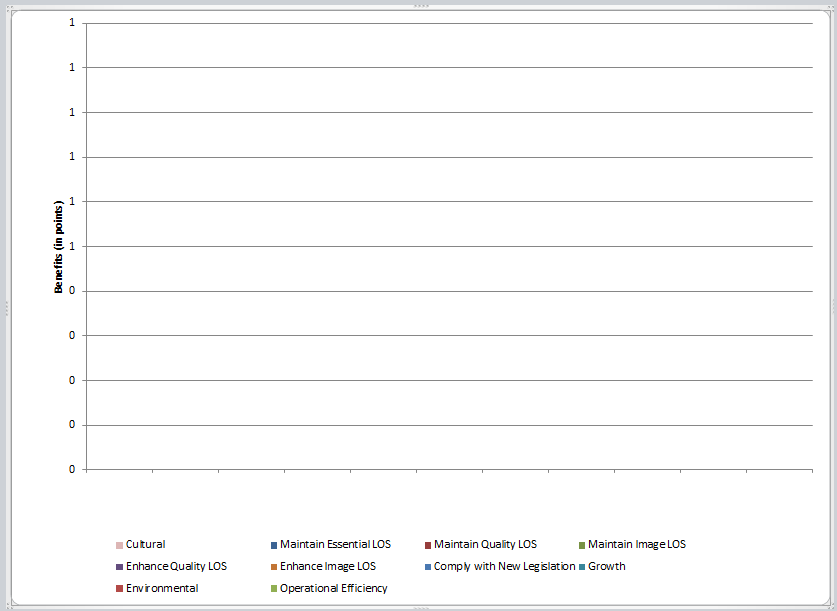 1
1
1
1
1
1
0
0
0
0
0
Benefits (in points)
Cultural Maintain Essential LOS Maintain Quality LOS Maintain Image LOS
Enhance Quality LOS Enhance Image LOS Comply with New Legislation Growth
Environmental Operational Efficiency